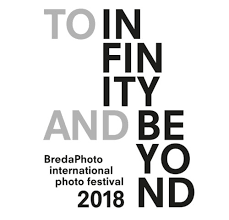 TO IN
FIN
ITY
AND BE
YO
ND
BredaPhoto
international
photo festival
2018